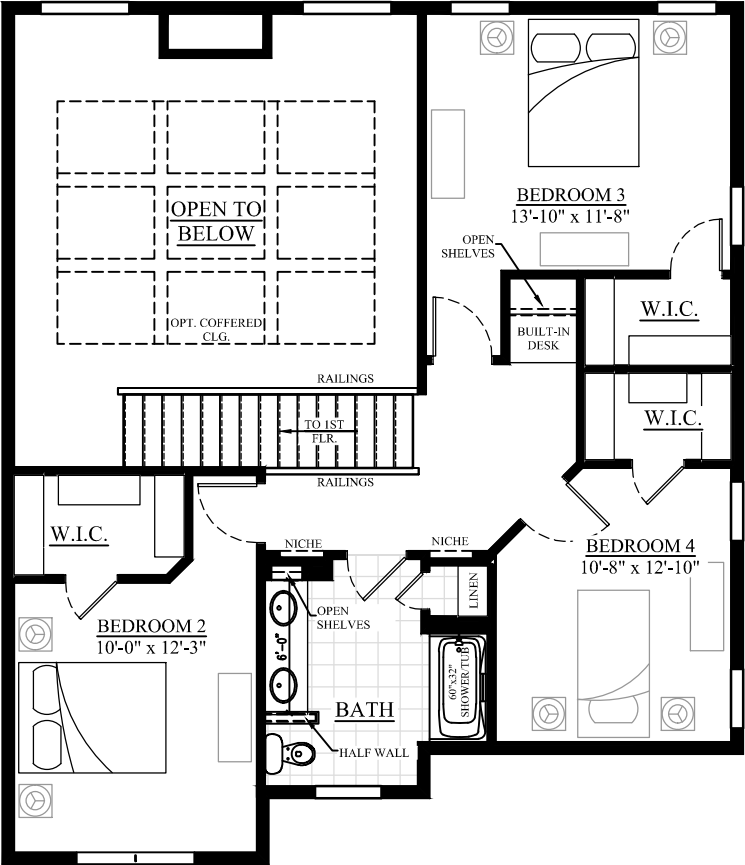 BEDROOM 3
13'-10" x 11'-8"
OPEN TO
BELOW
OPEN
SHELVES
W.I.C.
OPT. COFFERED
CLG.
BUILT-IN
DESK
RAILINGS
W.I.C.
TO 1ST
FLR.
RAILINGS
W.I.C.
NICHE
NICHE
BEDROOM 4
10'-8" x 12'-10"
LINEN
OPEN
SHELVES
BEDROOM 2
10'-0" x 12'-3"
6'-0"
60"x32"
SHOWER/TUB
BATH
HALF WALL